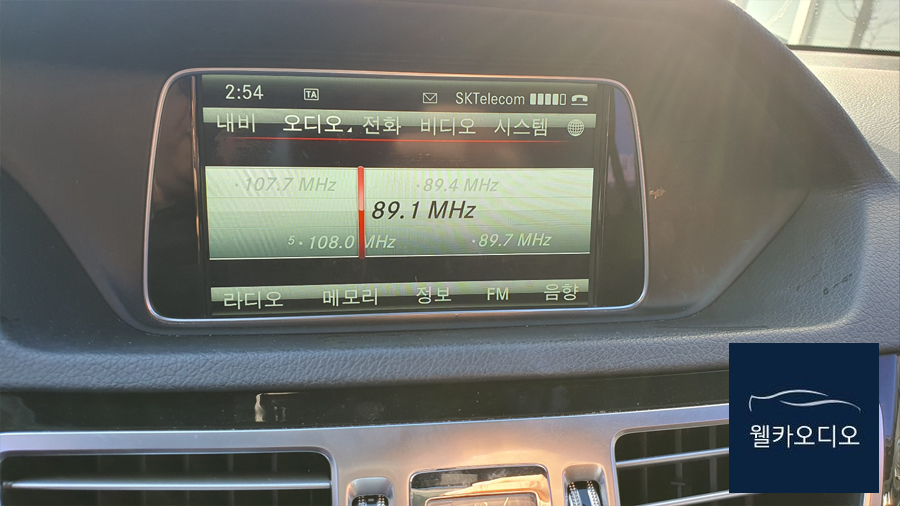 2:54 TA SKTelecom
내비 오디오 전화 비디오 시스템
107.7 MHz 89.4 MHz
89.1 MHz
5 · 108.0 MHz · 89.7 MHz
라디오 메모리 정보 FM 음향
웰카오디오